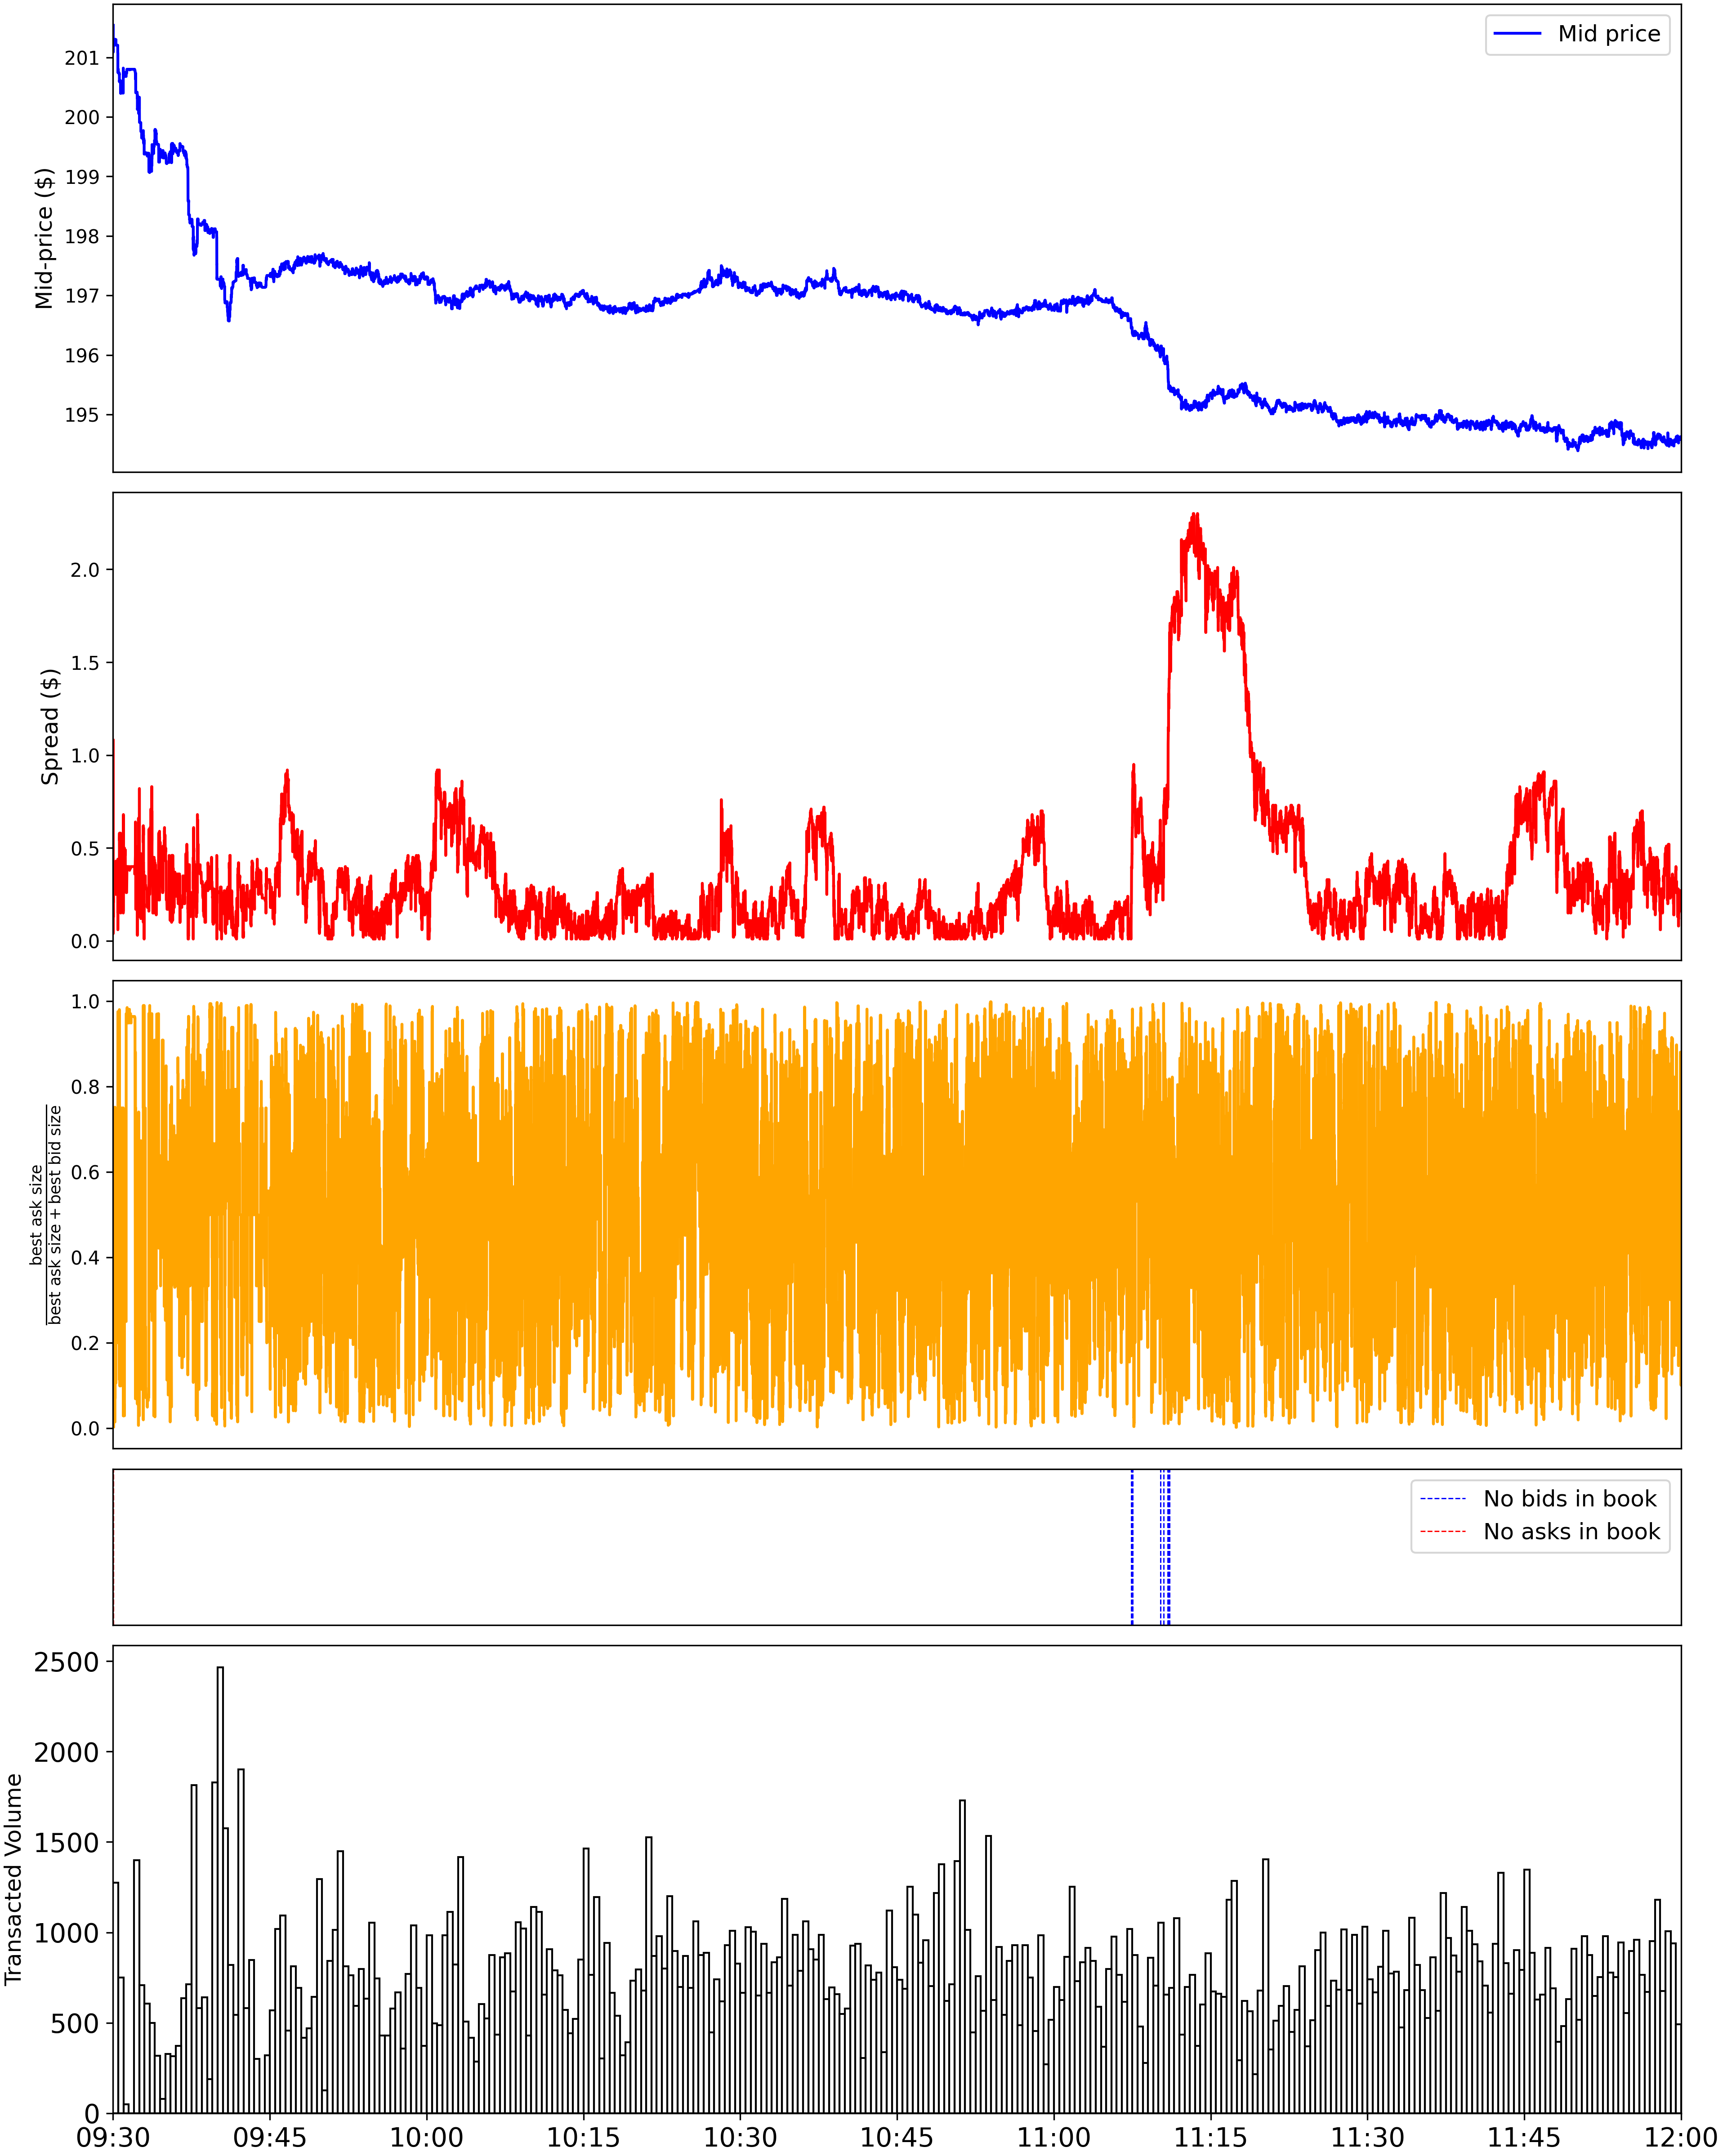 Mid price
201
200
199
198
197
196
195
Mid-price ($)
2.0
1.5
1.0
0.5
0.0
Spread ($)
1.0
0.8
0.6
0.4
0.2
0.0
best ask size
best ask size + best bid size
No bids in book
No asks in book
2500
2000
1500
1000
500
0
Transacted Volume
09:30 09:45 10:00 10:15 10:30 10:45 11:00 11:15 11:30 11:45 12:00